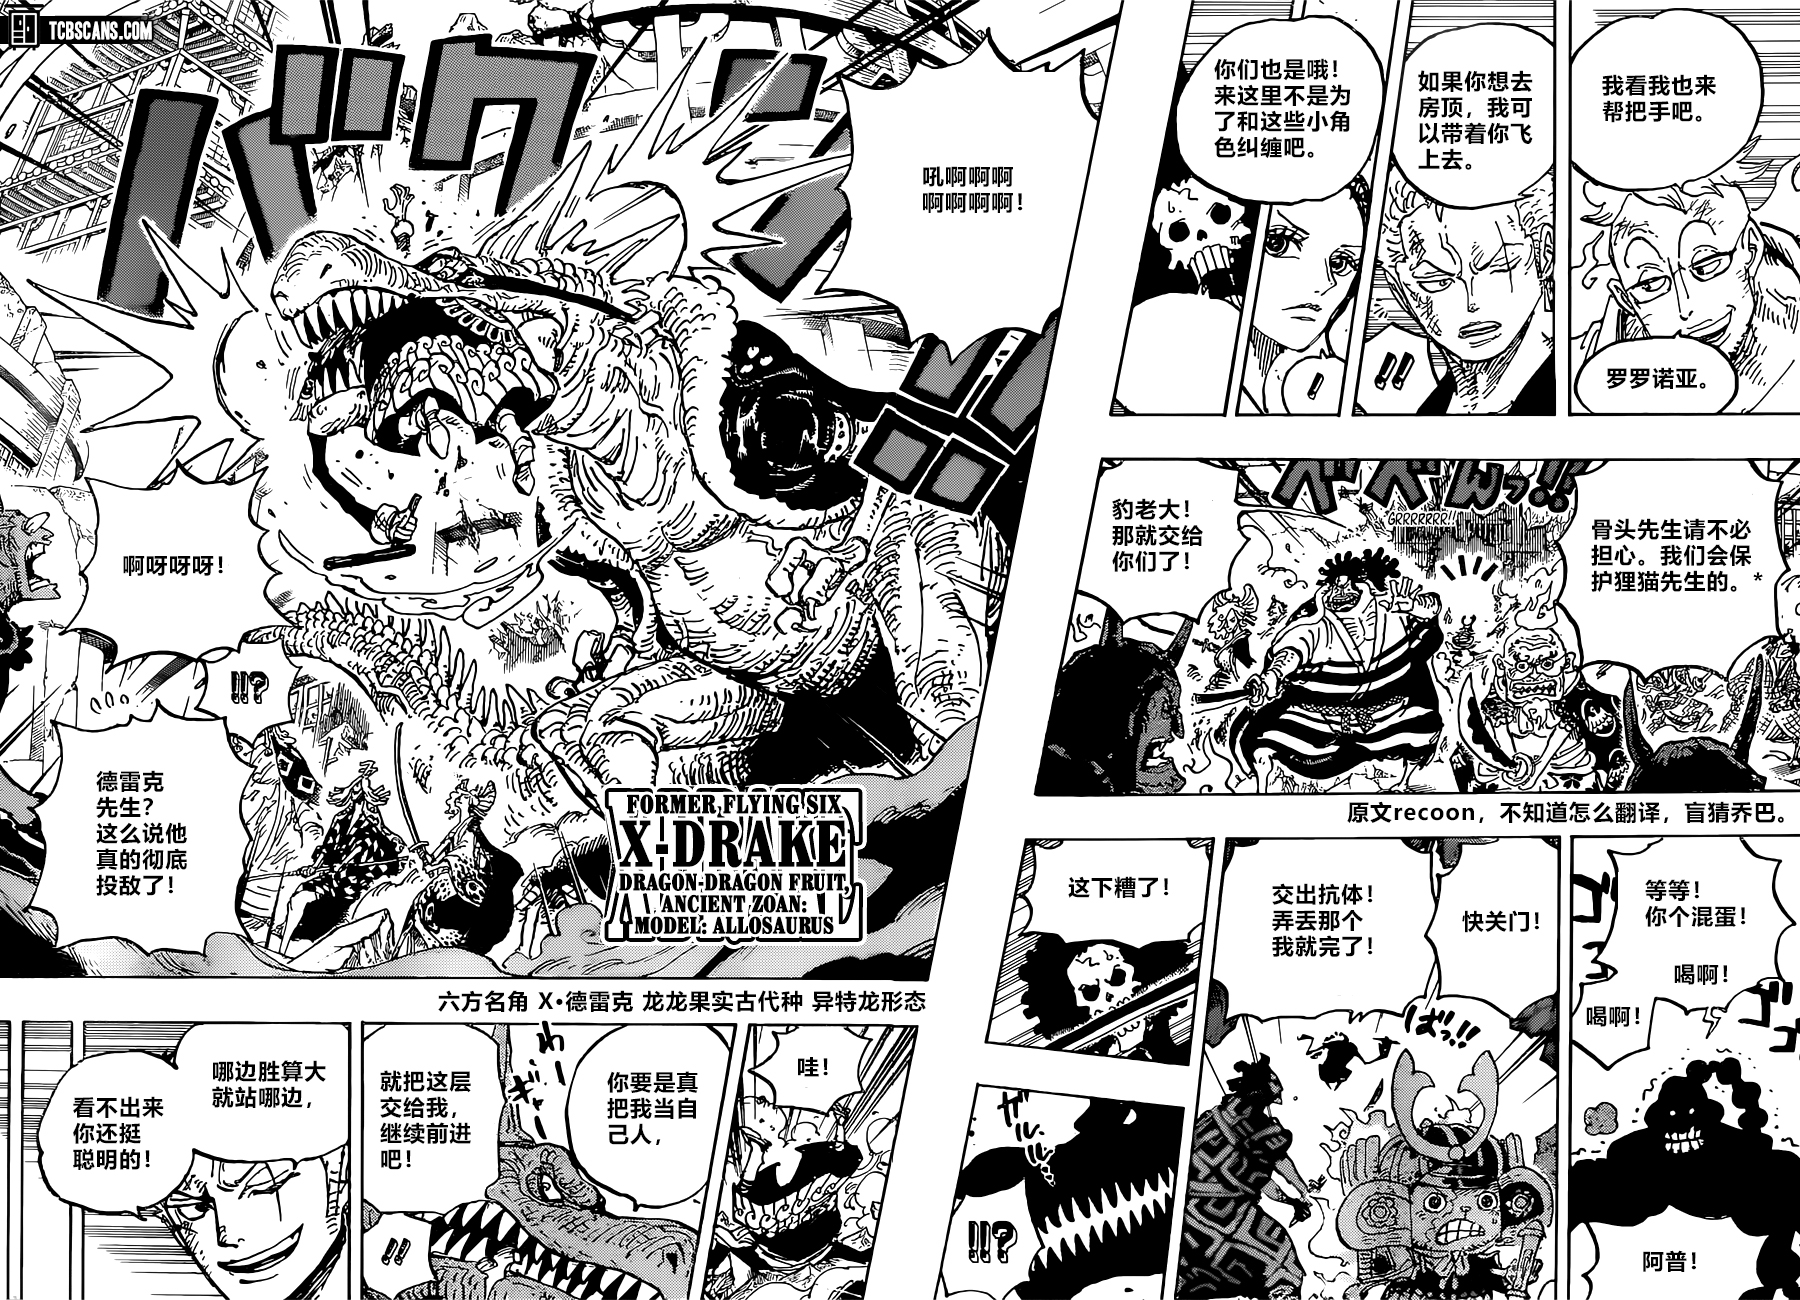 TCBSCANS.COM
我看我也来
帮把手吧。
罗罗诺亚。
如果你想去
房顶，我可
以带着你飞
上去。
!!
你们也是哦！
来这里不是为
了和这些小角
色纠缠吧。
!
骨头先生请不必
担心。我们会保
护狸猫先生的。*
ベベんッ!!
GRRRRRRR!!
豹老大！
那就交给
你们了！
原文recoon，不知道怎么翻译，盲猜乔巴。
等等！
你个混蛋！
喝啊！
喝啊！
ゴゴゴ
阿普！
快关门！
交出抗体！
弄丢那个
我就完了！
ばっ!!
这下糟了！
!!?
吼啊啊啊
啊啊啊啊！
バクッ
啊呀呀呀！
!!?
德雷克
先生？
这么说他
真的彻底
投敌了！
FORMER FLYING SIX
X-DRAKE
DRAGON-DRAGON FRUIT,
ANCIENT ZOAN:
MODEL: ALLOSAURUS
六方名角 X·德雷克 龙龙果实古代种 异特龙形态
哇！
你要是真
把我当自
己人，
就把这层
交给我，
继续前进
吧！
!!
哪边胜算大
就站哪边，
看不出来
你还挺
聪明的！